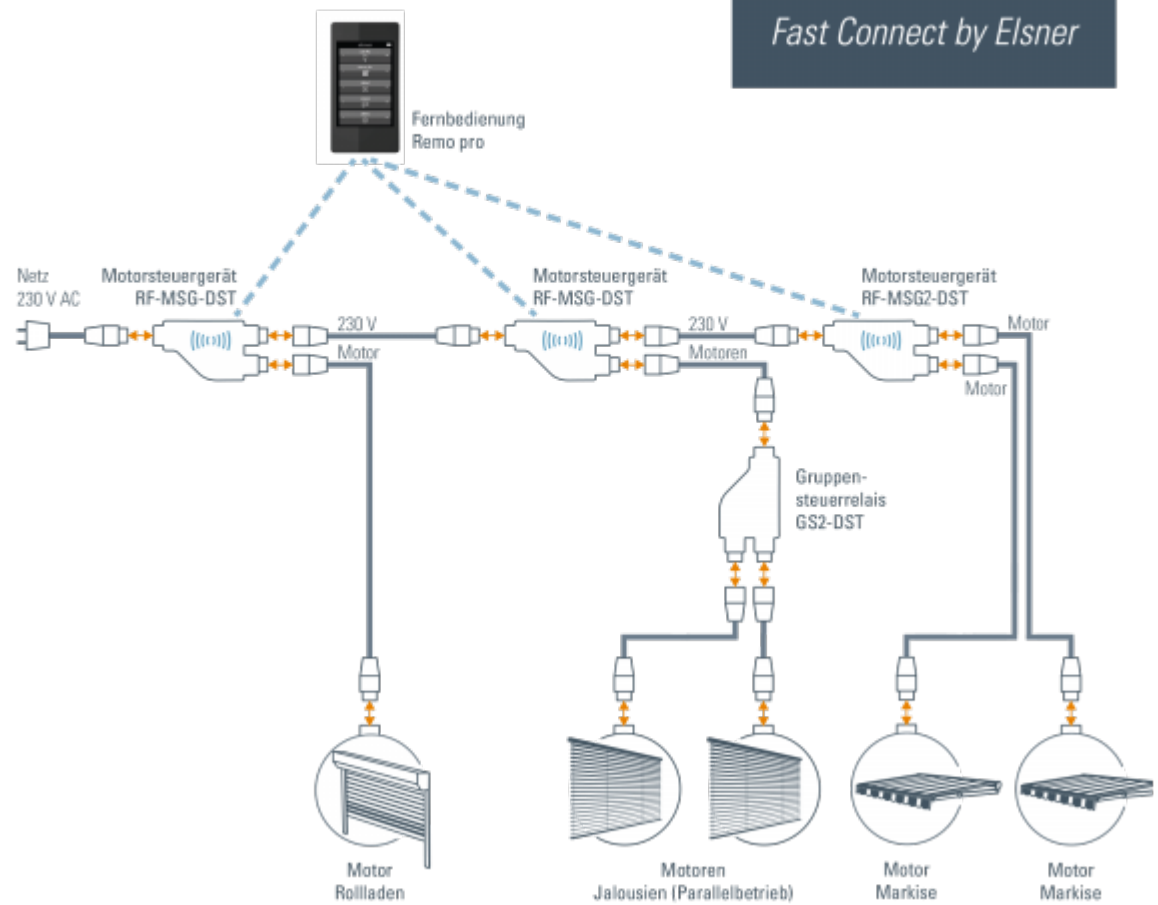 Fast Connect by Elsner
Fernbedienung
Remo pro
Netz
230 V AC
Motorsteuergerät
RF-MSG-DST
Motorsteuergerät
RF-MSG-DST
Motorsteuergerät
RF-MSG2-DST
230 V
Motor
230 V
Motoren
Motor
Motor
Gruppen-
steuerrelais
GS2-DST
Motor
Rollladen
Motoren
Jalousien (Parallelbetrieb)
Motor
Markise
Motor
Markise